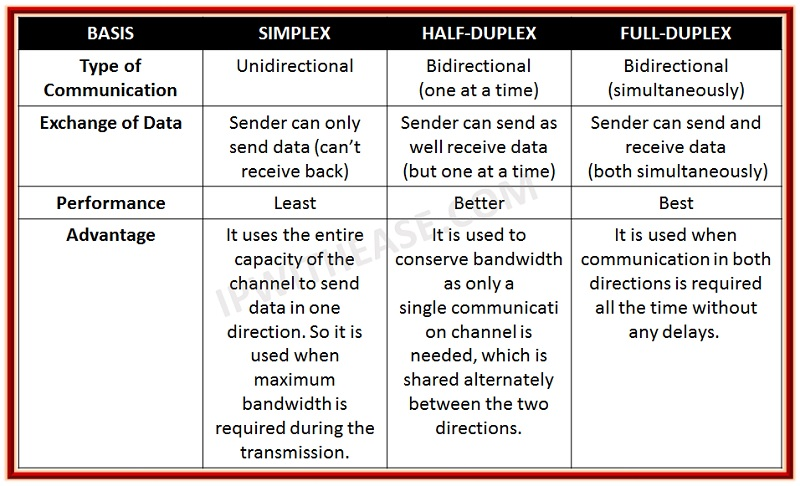 BASIS SIMPLEX HALF-DUPLEX FULL-DUPLEX
Type of Communication Unidirectional Bidirectional (one at a time) Bidirectional (simultaneously)
Exchange of Data Sender can only send data (can't receive back) Sender can send as well receive data (but one at a time) Sender can send and receive data (both simultaneously)
Performance Least Better Best
Advantage
It uses the entire
capacity of the
channel to send
data in one
direction. So it is
used when
maximum
bandwidth is
required during the
transmission.
It is used to
conserve bandwidth
as only a
single communicati
on channel is
needed, which is
shared alternately
between the two
directions.
It is used when
communication in both
directions is required
all the time without
any delays.
IPWITHEASE.COM